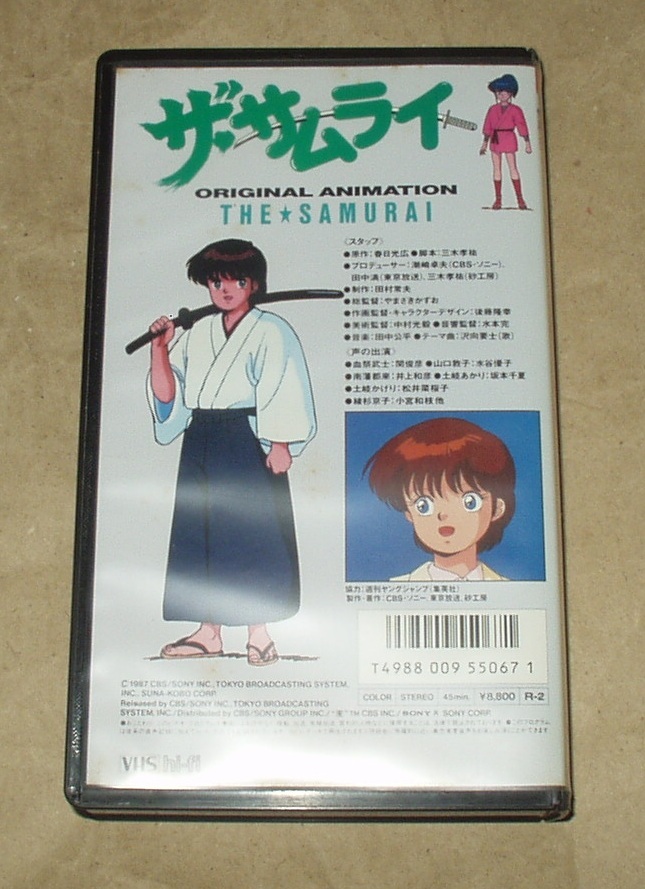 ザ・サムライ
ORIGINAL ANIMATION
THE★SAMURAI
〈スタッフ〉
●原作:春日光広●脚本:三木孝祐
●プロデューサー:潮崎卓夫(CBS・ソニー)、
田中満(東京放送)、三木孝祐(砂工房)
●制作:田村常夫
●総監督:やまざきかずお
●作画監督・キャラクターデザイン:後藤隆幸
●美術監督:中村光毅●音響監督:水本完
●音楽:田中公平●テーマ曲:沢向要士(歌)
〈声の出演〉
●血祭武士:関俊彦●山口敦子:水谷優子
●南藩都来:井上和彦●土岐あかり:坂本千夏
●土岐かげり:松井菜桜子
●綾杉京子:小宮和枝 他
協力:週刊ヤングジャンプ(集英社)
製作・著作:CBS・ソニー、東京放送、砂工房
T4988 009 55067 1
COLOR STEREO 45min. ¥8,800 R-2
C1987 CBS/SONY INC., TOKYO BROADCASTING SYSTEM,
INC. SUNA-KOBO CORP.
Released by CBS/SONY INC. TOKYO BROADCASTING
SYSTEM, INC./Distributed by CBS/SONY GROUP INC./ TM CBS INC./SONY SONY CORP.
VHS hi-fi